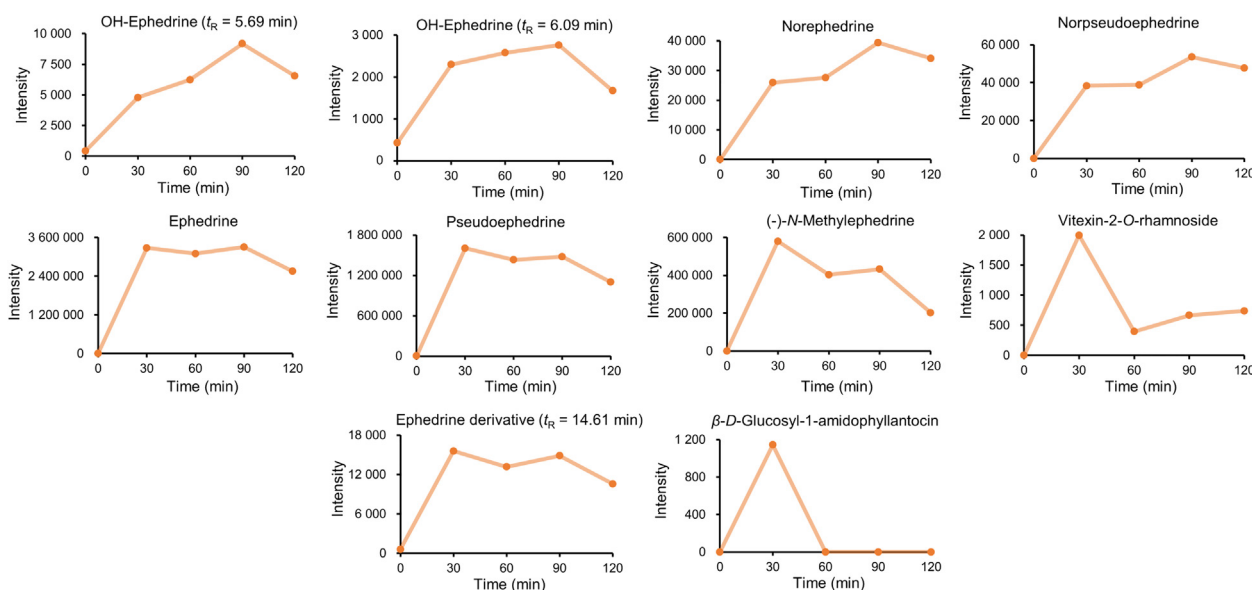 OH-Ephedrine (tR = 5.69 min)
10 000
7 500
5 000
2 500
0
Intensity
0 30 60 90 120
Time (min)
OH-Ephedrine (tR = 6.09 min)
3 000
2 000
1 000
0
Intensity
0 30 60 90 120
Time (min)
Norephedrine
40 000
30 000
20 000
10 000
0
Intensity
0 30 60 90 120
Time (min)
Norpseudoephedrine
60 000
40 000
20 000
0
Intensity
0 30 60 90 120
Time (min)
Ephedrine
3 600 000
2 400 000
1 200 000
0
Intensity
0 30 60 90 120
Time (min)
Pseudoephedrine
1 800 000
1 200 000
600 000
0
Intensity
0 30 60 90 120
Time (min)
(-)-N-Methylephedrine
600 000
400 000
200 000
0
Intensity
0 30 60 90 120
Time (min)
Vitexin-2-O-rhamnoside
2 000
1 500
1 000
500
0
Intensity
0 30 60 90 120
Time (min)
Ephedrine derivative (tR = 14.61 min)
18 000
12 000
6 000
0
Intensity
0 30 60 90 120
Time (min)
β-D-Glucosyl-1-amidophyllantocin
1 200
800
400
0
Intensity
0 30 60 90 120
Time (min)